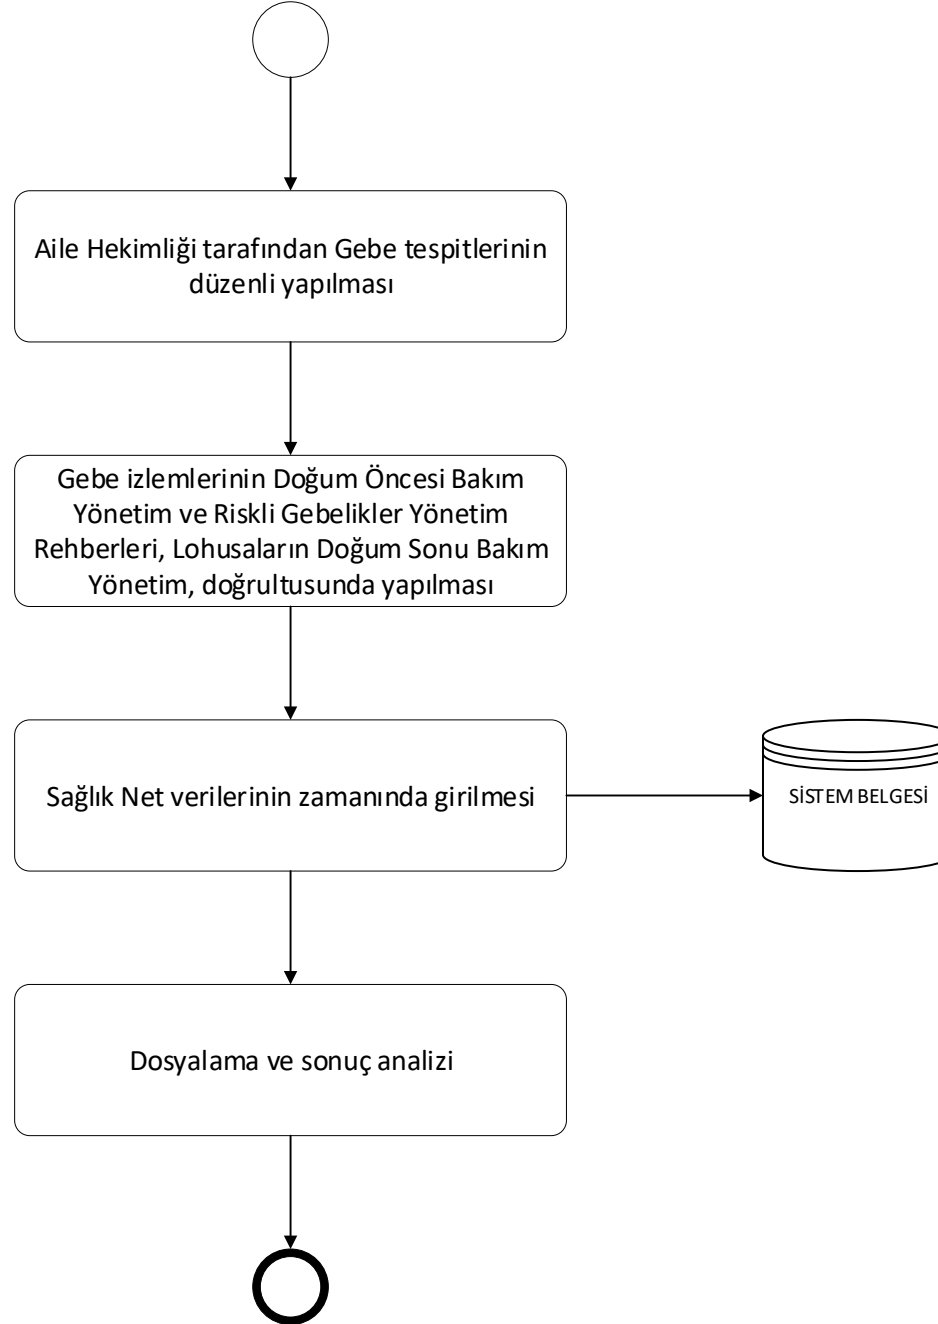 Aile Hekimliği tarafından Gebe tespitlerinin
düzenli yapılması
Gebe izlemlerinin Doğum Öncesi Bakım
Yönetim ve Riskli Gebelikler Yönetim
Rehberleri, Lohusaların Doğum Sonu Bakım
Yönetim, doğrultusunda yapılması
Sağlık Net verilerinin zamanında girilmesi
SİSTEM BELGESİ
Dosyalama ve sonuç analizi